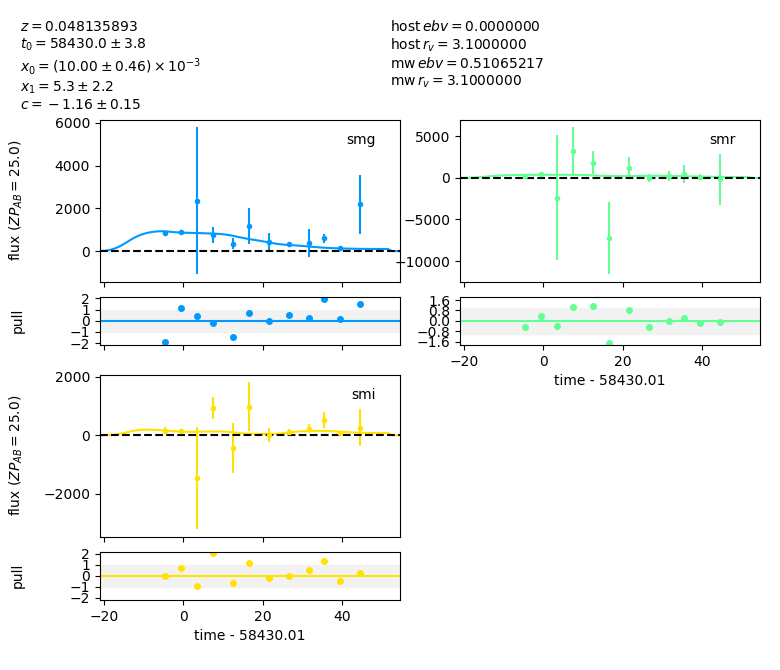 z = 0.048135893
t₀ = 58430.0 ± 3.8
x₀ = (10.00 ± 0.46) × 10⁻³
x₁ = 5.3 ± 2.2
c = −1.16 ± 0.15
host ebv = 0.0000000
host r_v = 3.1000000
mw ebv = 0.51065217
mw r_v = 3.1000000
flux (ZP_AB = 25.0)
6000
4000
2000
0
smg
pull
2
1
0
−1
−2
5000
0
−5000
−10000
smr
1.6
0.8
0.0
−0.8
−1.6
−20
0
20
40
time - 58430.01
flux (ZP_AB = 25.0)
2000
0
−2000
smi
pull
2
1
0
−1
−2
−20
0
20
40
time - 58430.01